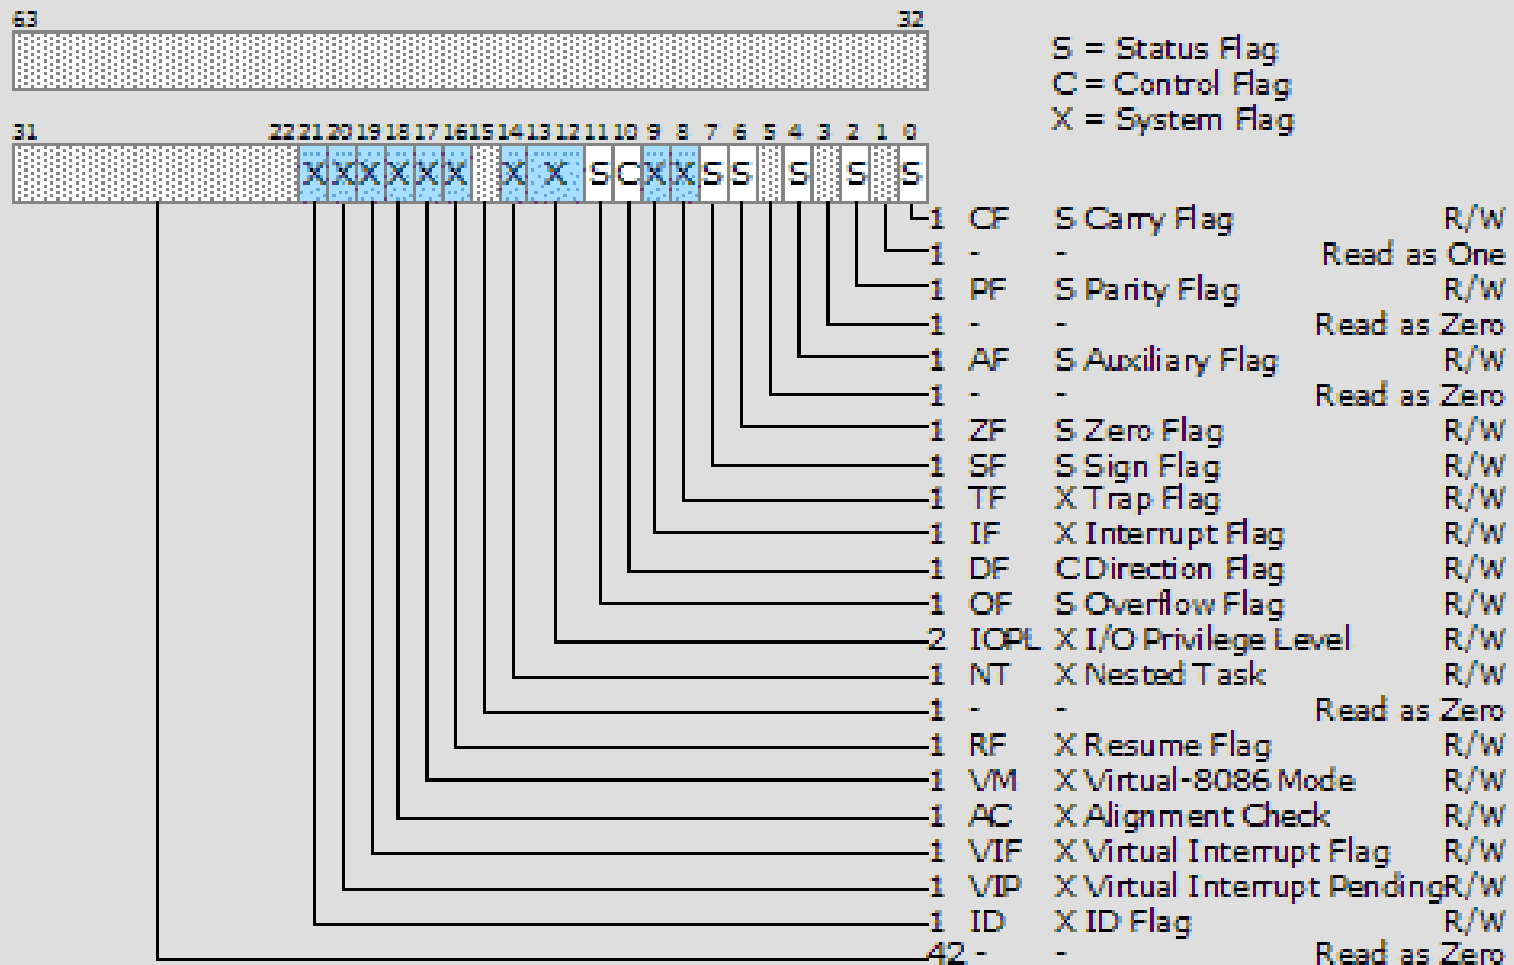 63 32
S = Status Flag
C = Control Flag
X = System Flag
31 22 21 20 19 18 17 16 15 14 13 12 11 10 9 8 7 6 5 4 3 2 1 0
X X X X X X X X S C X X S S S S S
1 CF S Carry Flag R/W
1 - - Read as One
1 PF S Parity Flag R/W
1 - - Read as Zero
1 AF S Auxiliary Flag R/W
1 - - Read as Zero
1 ZF S Zero Flag R/W
1 SF S Sign Flag R/W
1 TF X Trap Flag R/W
1 IF X Interrupt Flag R/W
1 DF C Direction Flag R/W
1 OF S Overflow Flag R/W
2 IOPL X I/O Privilege Level R/W
1 NT X Nested Task R/W
1 - - Read as Zero
1 RF X Resume Flag R/W
1 VM X Virtual-8086 Mode R/W
1 AC X Alignment Check R/W
1 VIF X Virtual Interrupt Flag R/W
1 VIP X Virtual Interrupt Pending R/W
1 ID X ID Flag R/W
42 - - Read as Zero